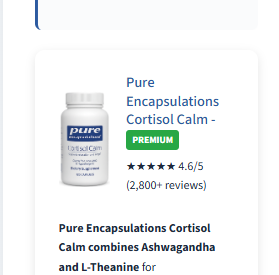 pure
encapsulations
Cortisol Calm
Pure
Encapsulations
Cortisol Calm -
PREMIUM
★★★★★ 4.6/5
(2,800+ reviews)
Pure Encapsulations Cortisol
Calm combines Ashwagandha
and L-Theanine for